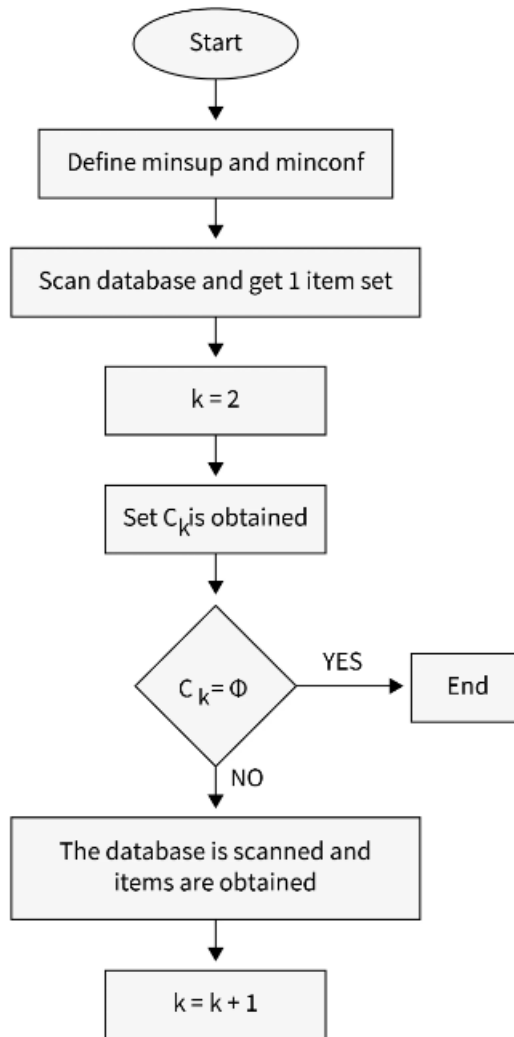 Start
Define minsup and minconf
Scan database and get 1 item set
k = 2
Set Ckis obtained
C k = Φ
YES
End
NO
The database is scanned and
items are obtained
k = k + 1